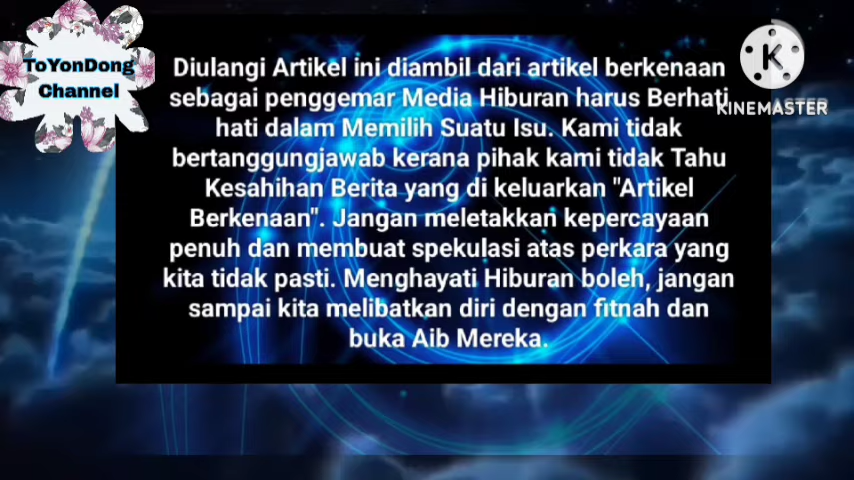 ToYonDong
Channel
KINEMASTER
Diulangi Artikel ini diambil dari artikel berkenaan
sebagai penggemar Media Hiburan harus Berhati
hati dalam Memilih Suatu Isu. Kami tidak
bertanggungjawab kerana pihak kami tidak Tahu
Kesahihan Berita yang di keluarkan "Artikel
Berkenaan". Jangan meletakkan kepercayaan
penuh dan membuat spekulasi atas perkara yang
kita tidak pasti. Menghayati Hiburan boleh, jangan
sampai kita melibatkan diri dengan fitnah dan
buka Aib Mereka.